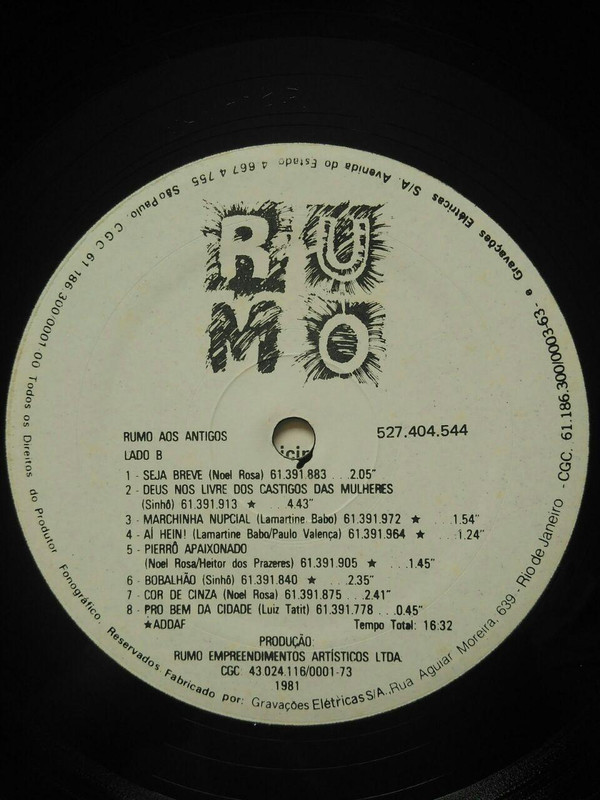 RUMO
RUMO AOS ANTIGOS
527.404.544
LADO B
1 - SEJA BREVE (Noel Rosa) 61.391.883 ...2.05"
2 - DEUS NOS LIVRE DOS CASTIGOS DAS MULHERES
(Sinhô) 61.391.913 ★ ... 4.43"
3 - MARCHINHA NUPCIAL (Lamartine Babo) 61.391.972 ★ ...1.54"
4 - AÍ HEIN! (Lamartine Babo/Paulo Valença) 61.391.964 ★ ...1.24"
5 - PIERRÔ APAIXONADO
(Noel Rosa/Heitor dos Prazeres) 61.391.905 ★ ...1.45"
6 - BOBALHÃO (Sinhô) 61.391.840 ★ ...2.35"
7 - COR DE CINZA (Noel Rosa) 61.391.875 ...2.41"
8 - PRO BEM DA CIDADE (Luiz Tatit) 61.391.778 ...0.45"
★ADDAF Tempo Total: 16:32
PRODUÇÃO:
RUMO EMPREENDIMENTOS ARTÍSTICOS LTDA.
CGC 43.024.116/0001-73
1981
Todos os Direitos do Produtor Fonográfico, Reservados Fabricado por: Gravações Elétricas S/A., Rua Aguiar Moreira, 639 - Rio de Janeiro - CGC. 61.186.300/0003-63 - e Gravações Elétricas S/A. Avenida do Estado 4 667 4 755 São Paulo. CGC 61 186 300/0001 00